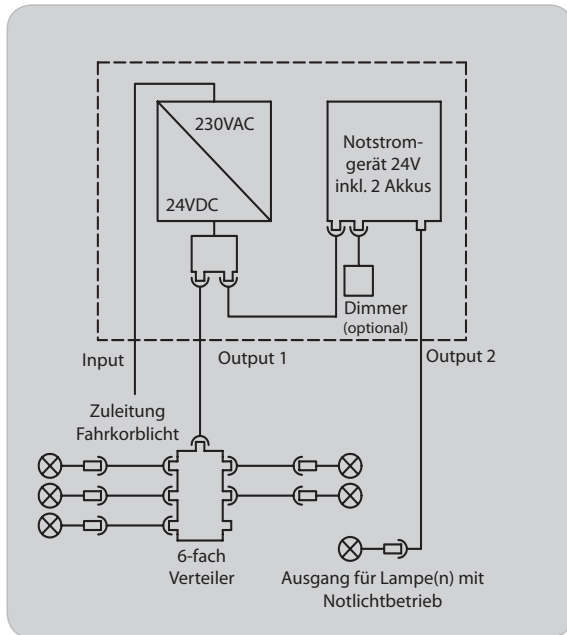 230VAC
24VDC
Notstrom-
gerät 24V
inkl. 2 Akkus
Dimmer
(optional)
Input
Output 1
Output 2
Zuleitung
Fahrkorblicht
6-fach
Verteiler
Ausgang für Lampe(n) mit
Notlichtbetrieb